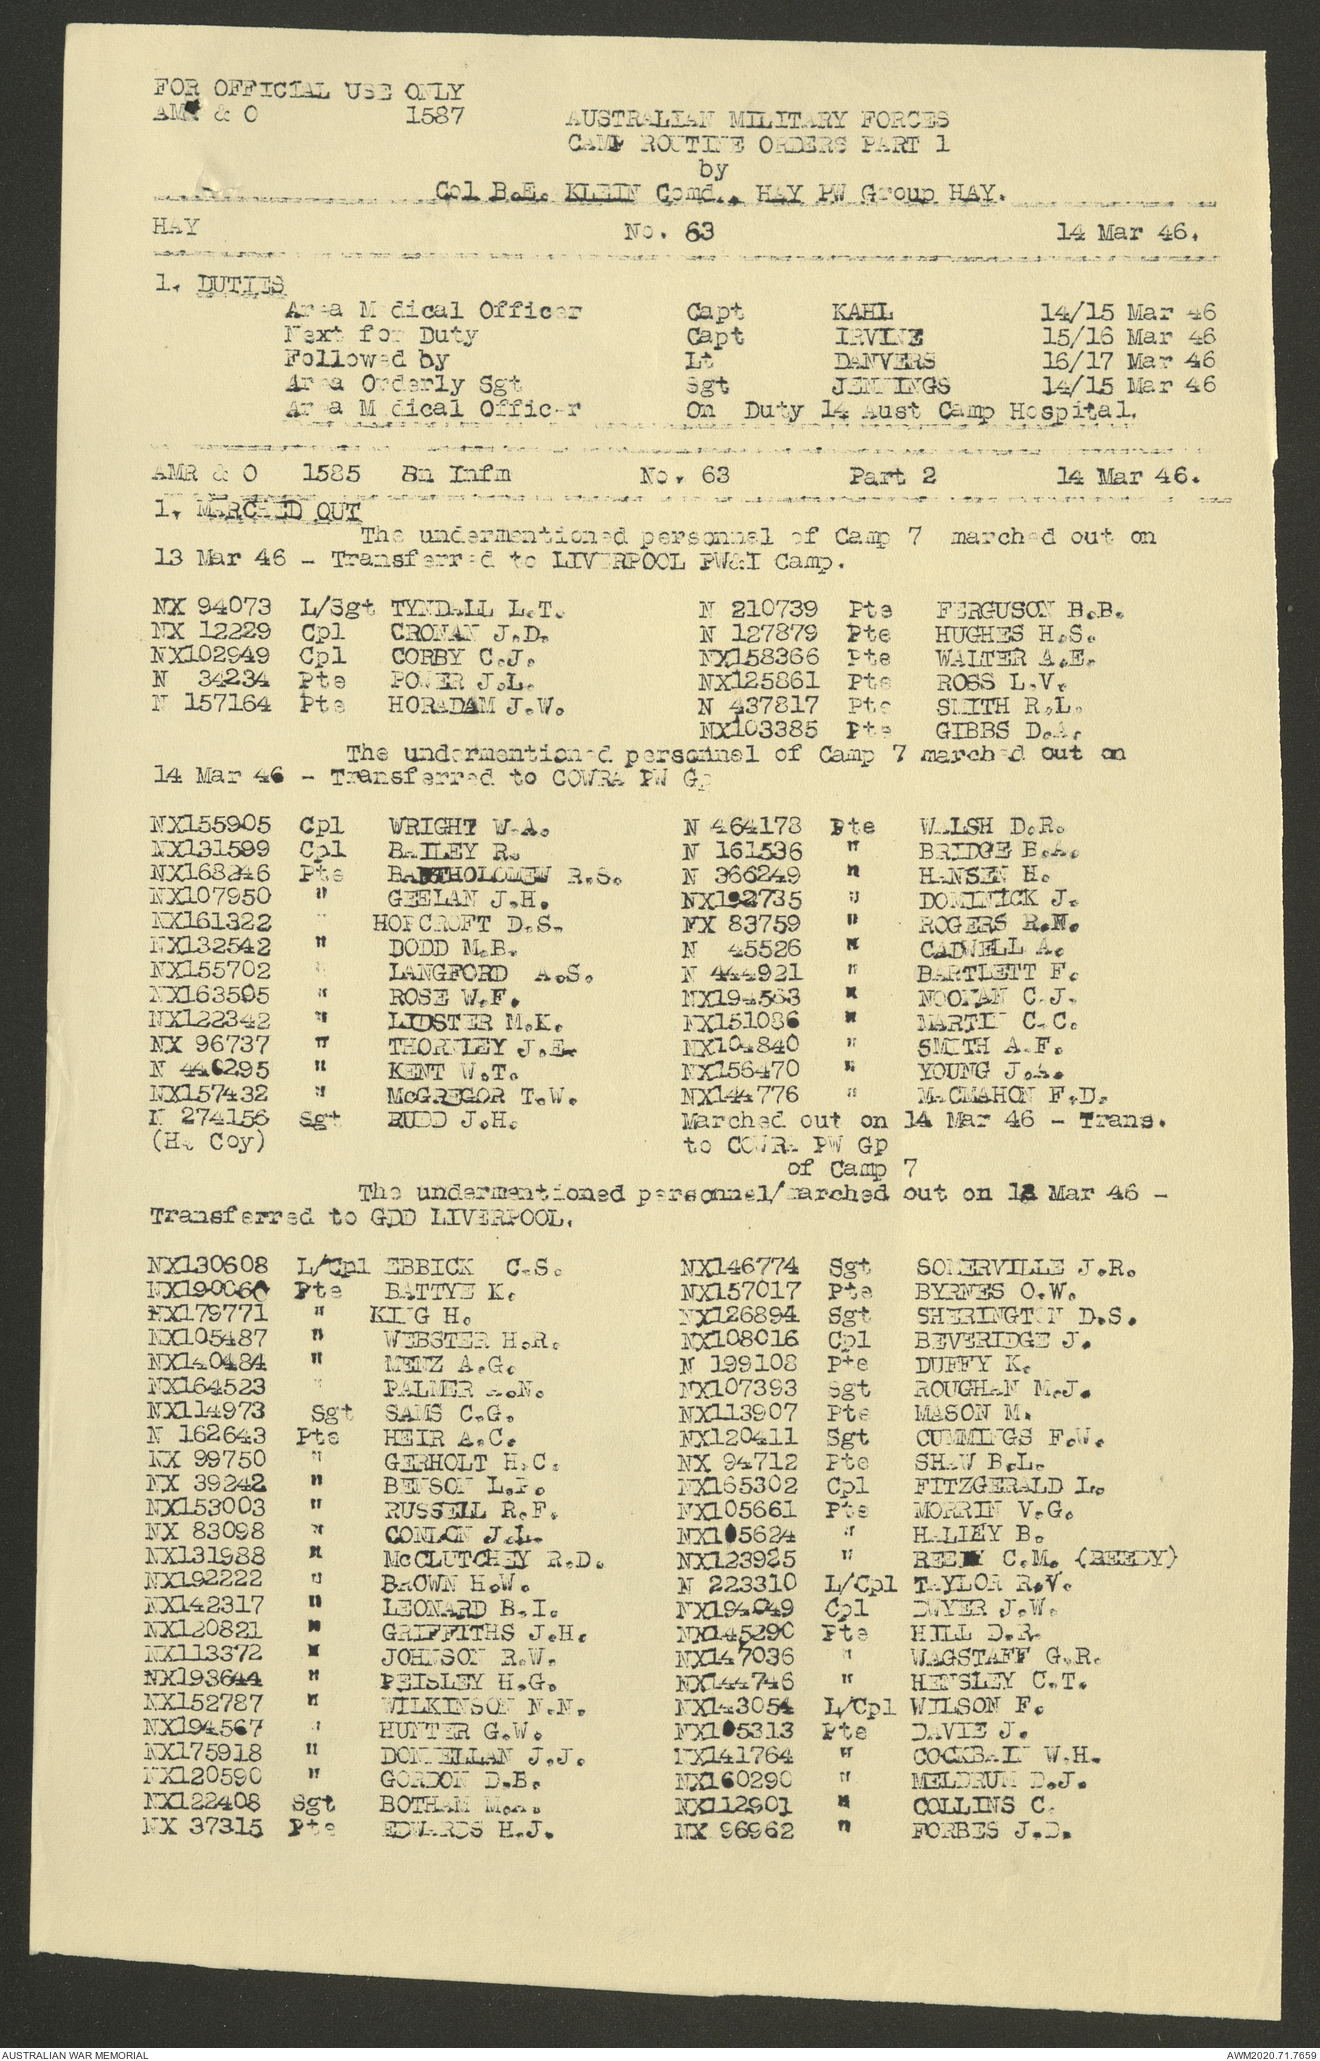 FOR OFFICIAL USE ONLY
AMR & O 1587
AUSTRALIAN MILITARY FORCES
CAMP ROUTINE ORDERS PART 1
by
Col B.E. KLEIN Comd., HAY PW Group HAY.
HAY No. 63 14 Mar 46.
1. DUTIES
Area Medical Officer Capt KAHL 14/15 Mar 46
Next for Duty Capt IRVINE 15/16 Mar 46
Followed by Lt DANVERS 16/17 Mar 46
Area Orderly Sgt Sgt JENNINGS 14/15 Mar 46
Area Medical Officer On Duty 14 Aust Camp Hospital.
AMR & O 1585 Bn Infm No. 63 Part 2 14 Mar 46.
1. MARCHED OUT
The undermentioned personnel of Camp 7 marched out on
13 Mar 46 - Transferred to LIVERPOOL PW&I Camp.
NX 94073 L/Sgt TYNDALL L.T. N 210739 Pte FERGUSON B.B.
NX 12229 Cpl CRONAN J.D. N 127879 Pte HUGHES H.S.
NX102949 Cpl CORBY C.J. NX158366 Pte WALTER A.E.
N 34234 Pte POWER J.L. NX125861 Pte ROSS L.V.
N 157164 Pte HORADAM J.W. N 437817 Pte SMITH R.L.
NX103385 Pte GIBBS D.A.
The undermentioned personnel of Camp 7 marched out on
14 Mar 46 - Transferred to COWRA PW Gp
NX155905 Cpl WRIGHT W.A. N 464178 Pte WALSH D.R.
NX131599 Cpl BAILEY R. N 161536 " BRIDGE B.A.
NX168246 Pte BARTHOLOMEW R.S. N 366249 " HANSEN H.
NX107950 " GEELAN J.H. NX192735 " DOMINICK J.
NX161322 " HOPCROFT D.S. NX 83759 " ROGERS R.N.
NX132542 " DODD M.B. N 45526 " CADWELL A.
NX155702 " LANGFORD A.S. N 444921 " BARTLETT F.
NX163505 " ROSE W.F. NX194583 " NOONAN C.J.
NX122342 " LIDSTER M.K. NX151086 " MARTIN C.C.
NX 96737 " THORNLEY J.E. NX104840 " SMITH A.F.
N 446295 " KENT W.T. NX156470 " YOUNG J.A.
NX157432 " McGREGOR T.W. NX144776 " MACMAHON F.D.
N 274156 Sgt RUDD J.H. Marched out on 14 Mar 46 - Trans.
(Hq Coy) to COWRA PW Gp
of Camp 7
The undermentioned personnel/marched out on 13 Mar 46 -
Transferred to GDD LIVERPOOL.
NX130608 L/Cpl EBBICK C.S. NX146774 Sgt SOMERVILLE J.R.
NX190060 Pte BATTYE K. NX157017 Pte BYRNES O.W.
NX179771 " KING H. NX126894 Sgt SHERINGTON D.S.
NX105487 " WEBSTER H.R. NX108016 Cpl BEVERIDGE J.
NX140484 " MENZ A.G. N 199108 Pte DUFFY K.
NX164523 " PALMER A.N. NX107393 Sgt ROUGHAN M.J.
NX114973 Sgt SAMS C.G. NX113907 Pte MASON M.
N 162643 Pte HEIR A.C. NX120411 Sgt CUMMINGS F.W.
NX 99750 " GERHOLT H.C. NX 94712 Pte SHAW B.L.
NX 39242 " BENSON L.P. NX165302 Cpl FITZGERALD L.
NX153003 " RUSSELL R.F. NX105661 Pte MORRIN V.G.
NX 83098 " CONLON J.L. NX105624 " HALIEY B.
NX131988 " McCLUTCHEY R.D. NX123925 " REEDY C.M. (REEDY)
NX192222 " BROWN H.W. N 223310 L/Cpl TAYLOR R.V.
NX142317 " LEONARD B.I. NX194049 Cpl DWYER J.W.
NX120821 " GRIFFITHS J.H. NX145290 Pte HILL D.R.
NX113372 " JOHNSON R.W. NX147036 " WAGSTAFF G.R.
NX193644 " PEISLEY H.G. NX144746 " HENSLEY C.T.
NX152787 " WILKINSON N.N. NX143054 L/Cpl WILSON F.
NX194567 " HUNTER G.W. NX105313 Pte DAVIE J.
NX175918 " DONNELLAN J.J. NX141764 " COCKBAIN W.H.
NX120590 " GORDON D.B. NX160290 " MELDRUM D.J.
NX122408 Sgt BOTHAM M.A. NX112901 " COLLINS C.
NX 37315 Pte EDWARDS H.J. NX 96962 " FORBES J.D.
AUSTRALIAN WAR MEMORIAL AWM2020.71.7659